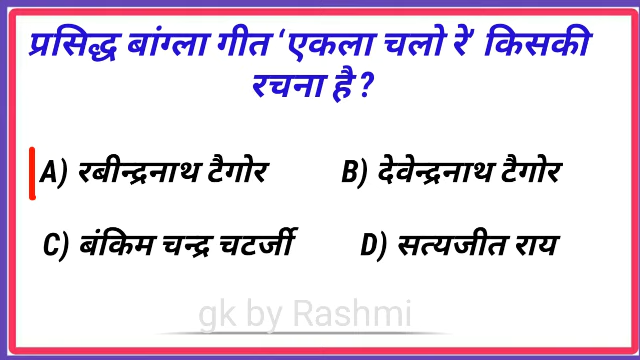 प्रसिद्ध बांग्ला गीत ‘एकला चलो रे’ किसकी
रचना है ?
A) रबीन्द्रनाथ टैगोर B) देवेन्द्रनाथ टैगोर
C) बंकिम चन्द्र चटर्जी D) सत्यजीत राय
gk by Rashmi